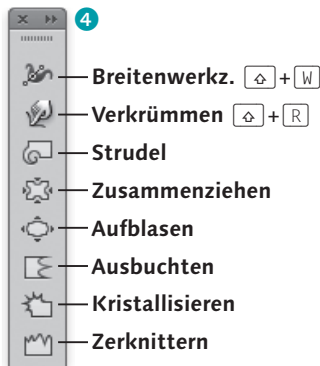 4
Breitenwerkz. ⇧+W
Verkrümmen ⇧+R
Strudel
Zusammenziehen
Aufblasen
Ausbuchten
Kristallisieren
Zerknittern